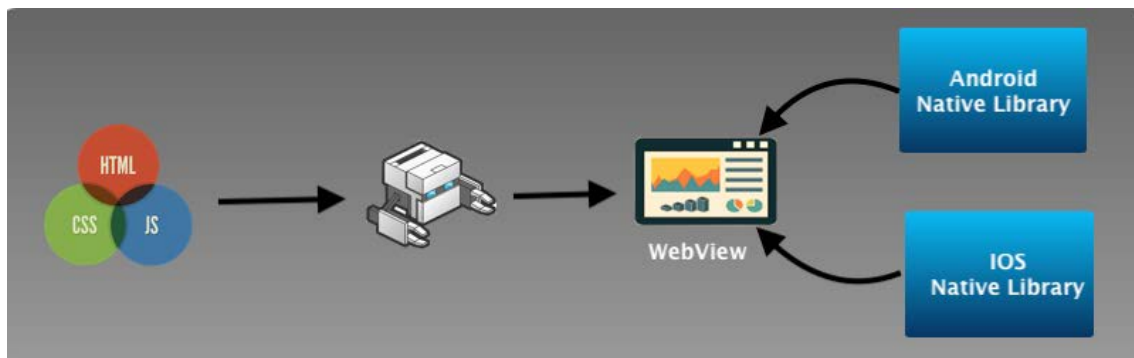 HTML
CSS
JS
WebView
Android
Native Library
IOS
Native Library